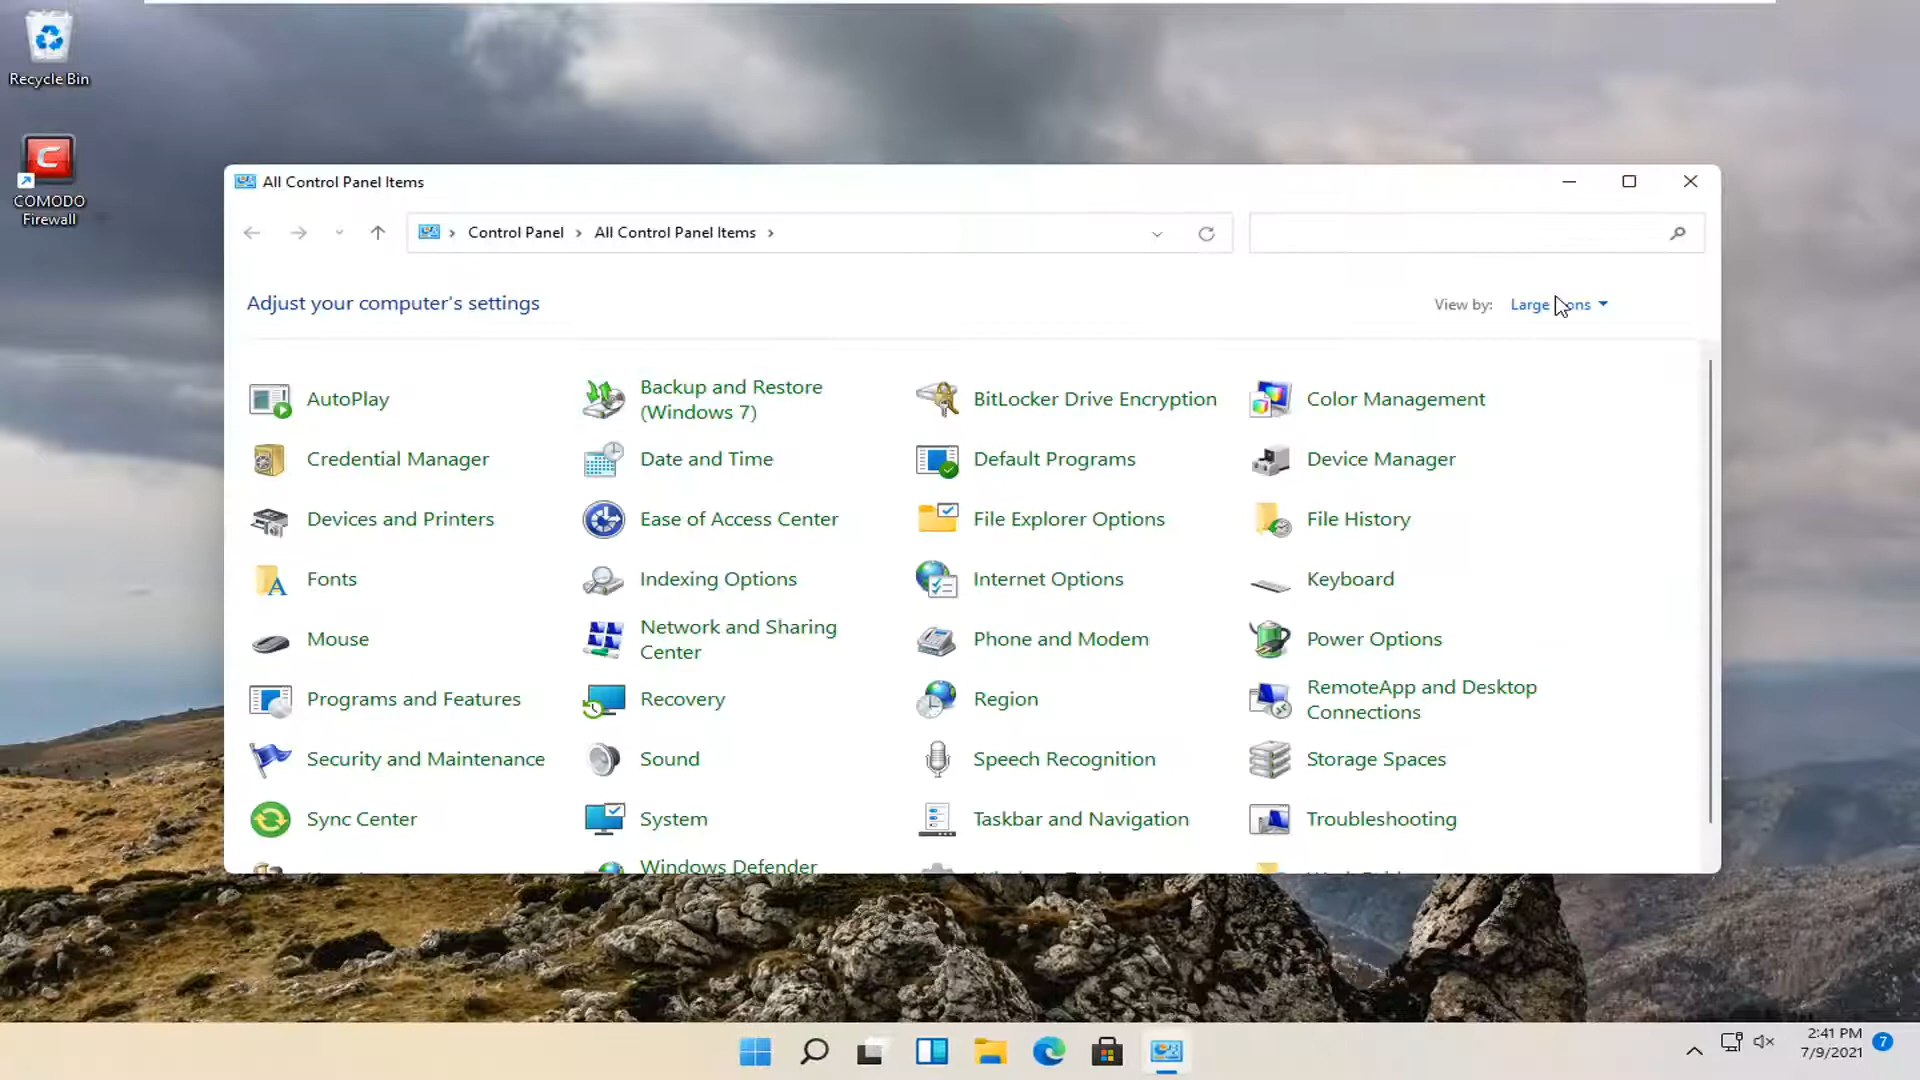 Recycle Bin
COMODO
Firewall
All Control Panel Items
Control Panel
All Control Panel Items
Adjust your computer's settings
View by:
Large
AutoPlay
Backup and Restore
(Windows 7)
BitLocker Drive Encryption
Color Management
Credential Manager
Date and Time
Default Programs
Device Manager
Devices and Printers
Ease of Access Center
File Explorer Options
File History
Fonts
Indexing Options
Internet Options
Keyboard
Mouse
Network and Sharing
Center
Phone and Modem
Power Options
Programs and Features
Recovery
Region
RemoteApp and Desktop
Connections
Security and Maintenance
Sound
Speech Recognition
Storage Spaces
Sync Center
System
Taskbar and Navigation
Troubleshooting
Windows Defender
2:41 PM
7/9/2021
7